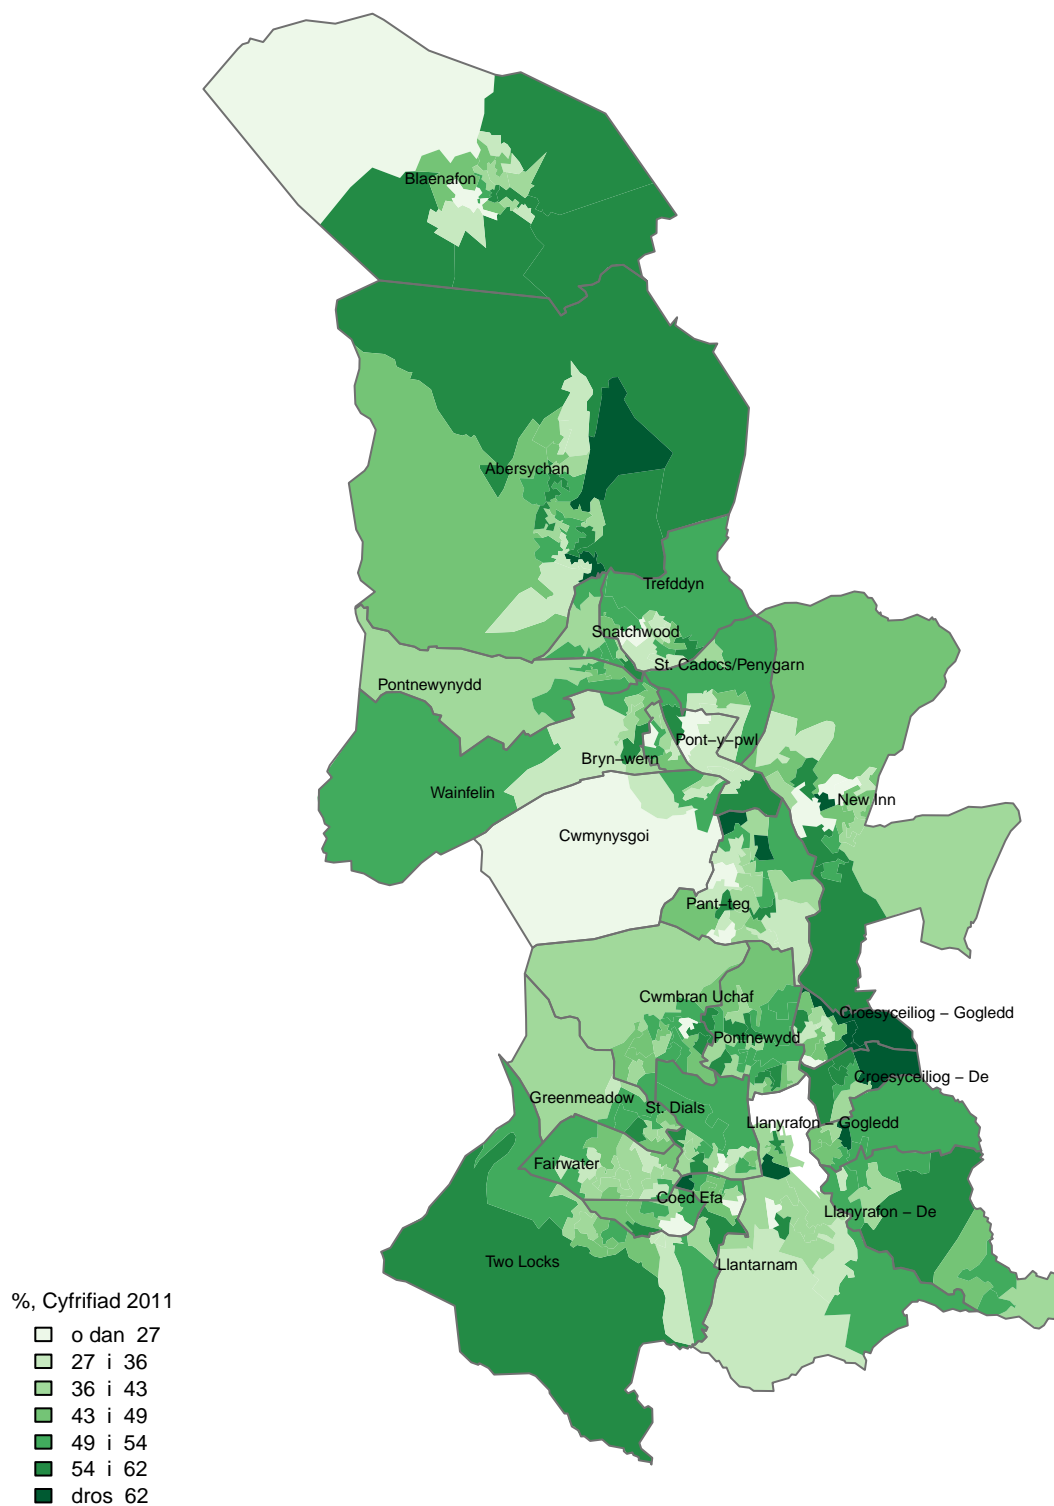 Blaenafon
Abersychan
Trefddyn
Snatchwood
St. Cadocs/Penygarn
Pontnewynydd
Pont−y−pwl
Bryn−wern
Wainfelin
New Inn
Cwmynysgoi
Pant−teg
Cwmbran Uchaf
Croesyceiliog − Gogledd
Pontnewydd
Croesyceiliog − De
Greenmeadow
St. Dials
Llanyrafon − Gogledd
Fairwater
Coed Efa
Llanyrafon − De
Two Locks
Llantarnam
%, Cyfrifiad 2011
o dan 27
27 i 36
36 i 43
43 i 49
49 i 54
54 i 62
dros 62